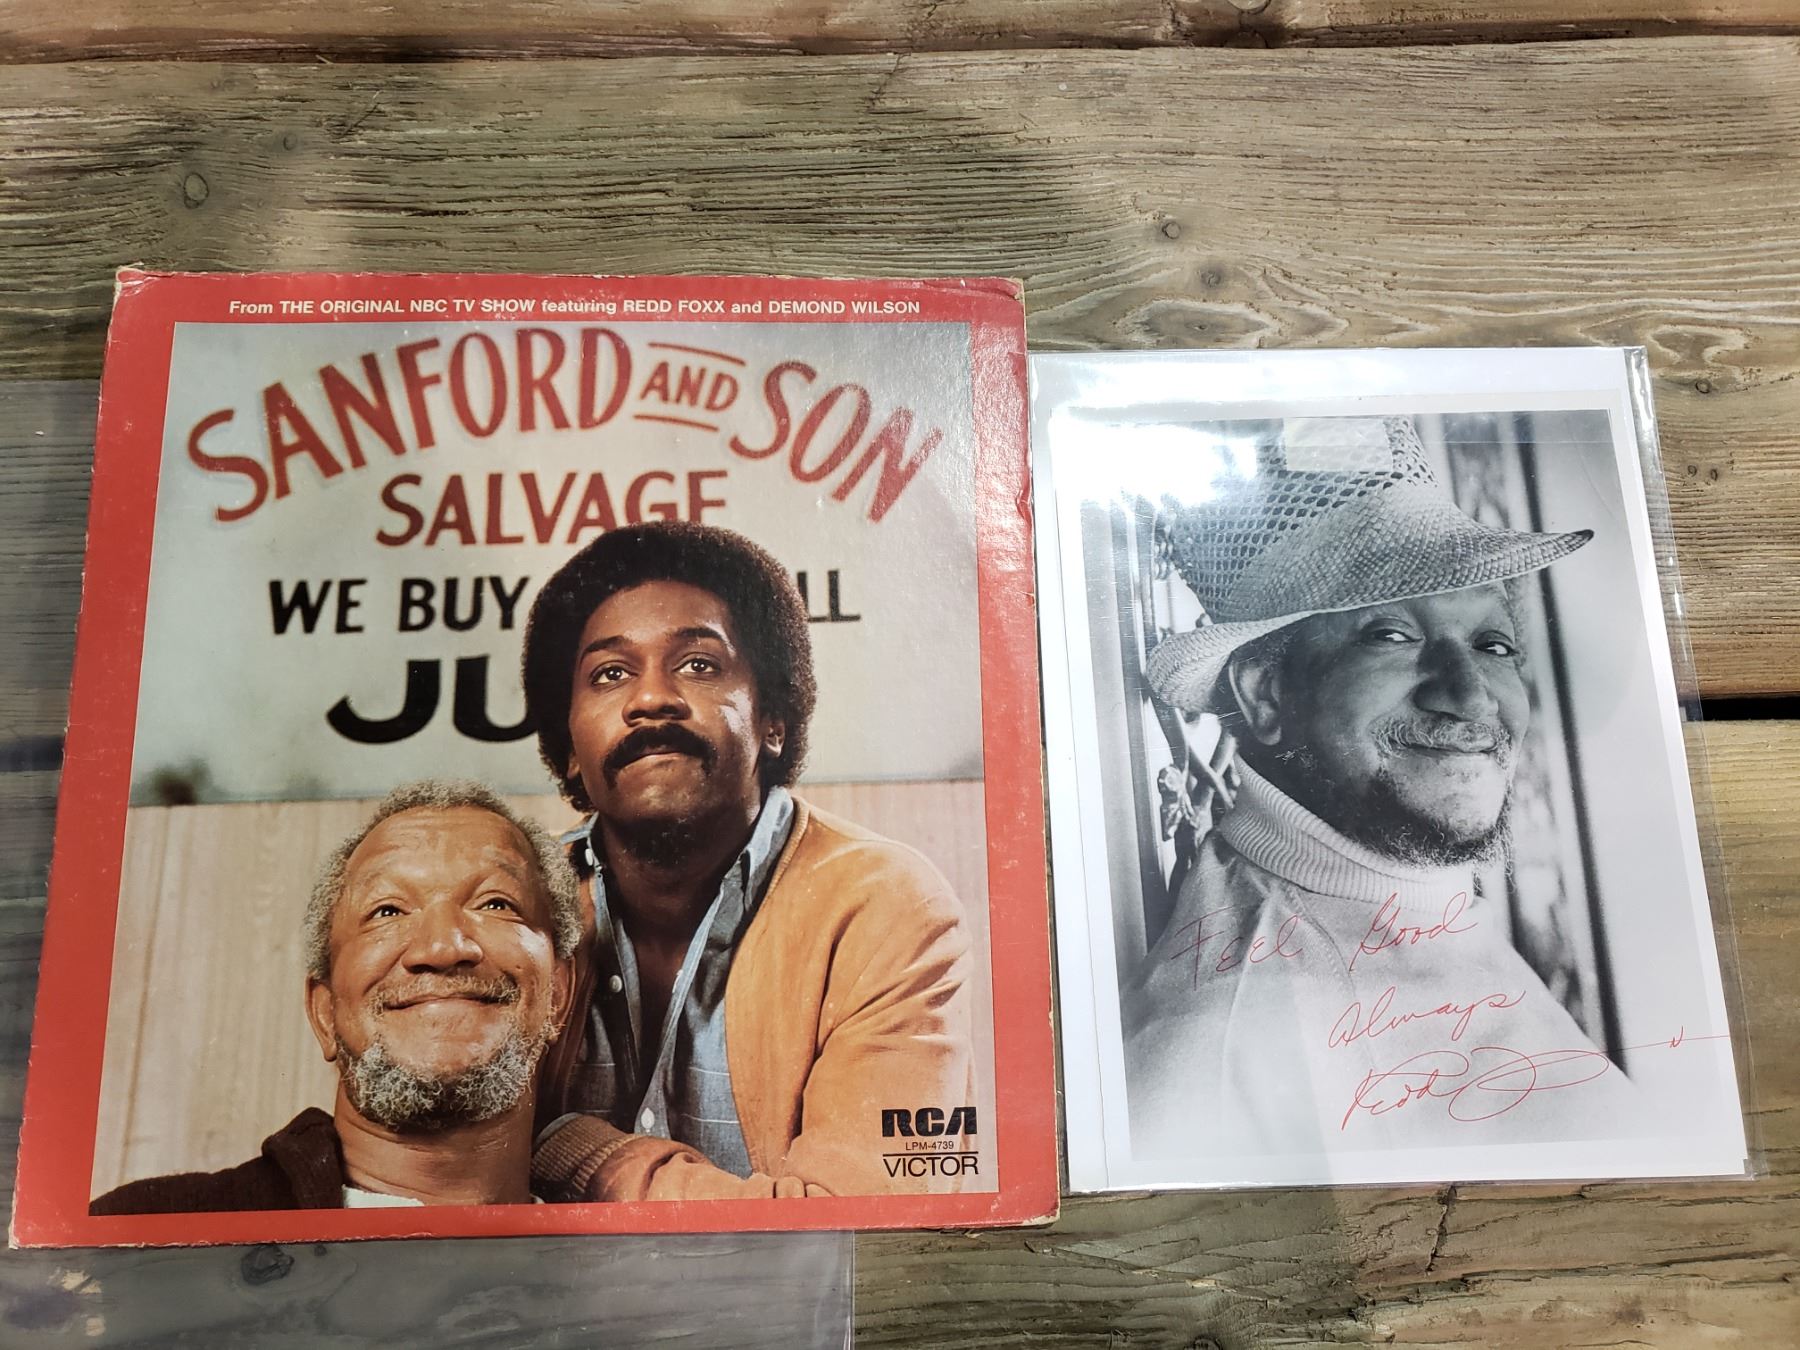 From THE ORIGINAL NBC TV SHOW featuring REDD FOXX and DEMOND WILSON
SANFORD AND SON
SALVAGE
WE BUY LL
JU
RCA
LPM-4739
VICTOR
Feel Good
Always
Redd